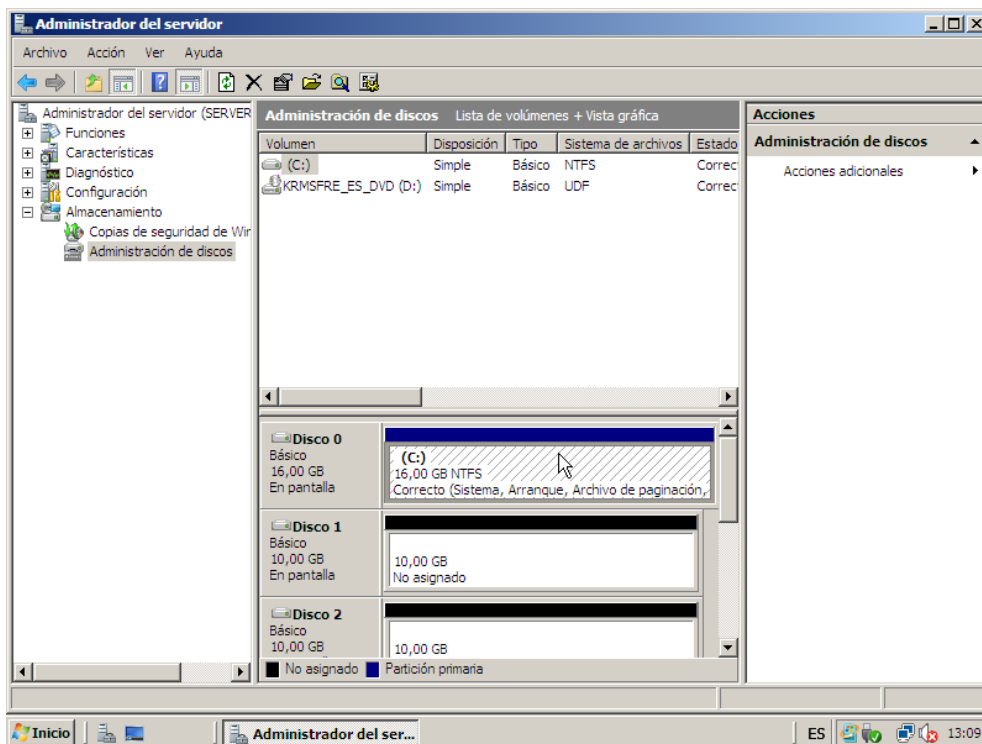 Administrador del servidor
Archivo Acción Ver Ayuda
Administrador del servidor (SERVER
Funciones
Características
Diagnóstico
Configuración
Almacenamiento
Copias de seguridad de Wir
Administración de discos
Administración de discos Lista de volúmenes + Vista gráfica
Volumen Disposición Tipo Sistema de archivos Estado
(C:) Simple Básico NTFS Correc
KRMSFRE_ES_DVD (D:) Simple Básico UDF Correc
Disco 0
Básico
16,00 GB
En pantalla
(C:)
16,00 GB NTFS
Correcto (Sistema, Arranque, Archivo de paginación,
Disco 1
Básico
10,00 GB
En pantalla
10,00 GB
No asignado
Disco 2
Básico
10,00 GB
10,00 GB
No asignado Partición primaria
Acciones
Administración de discos
Acciones adicionales
Inicio
Administrador del ser...
ES
13:09